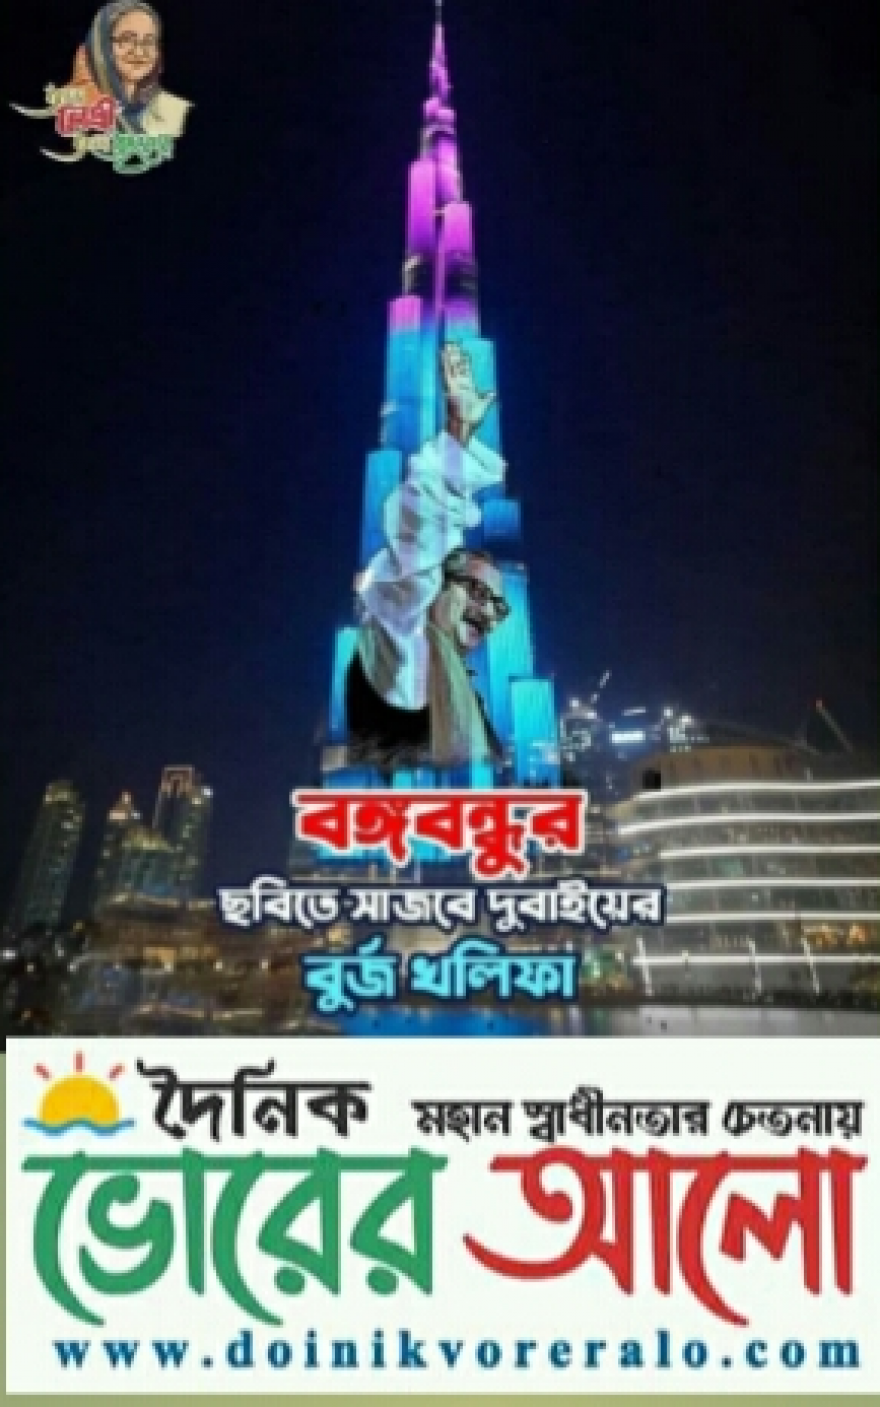 নেত্রী
বঙ্গবন্ধুর
ছবিতে সাজবে দুবাইয়ের
বুর্জ খলিফা
দৈনিক
মহান স্বাধীনতার চেতনায়
ভোরের আলো
www.doinikvoreralo.com